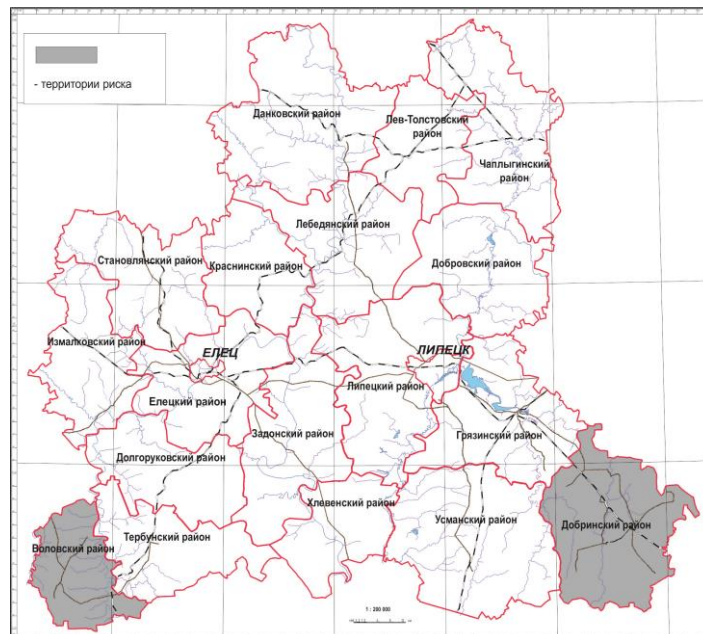 - территории риска
Данковский район
Лев-Толстовский
район
Чаплыгинский
район
Лебедянский район
Становлянский район
Краснинский район
Добровский район
Измалковский район
ЕЛЕЦ
ЛИПЕЦК
Липецкий район
Елецкий район
Задонский район
Грязинский район
Долгоруковский район
Хлевенский район
Усманский район
Добринский район
Воловский район
Тербунский район
1 : 200 000